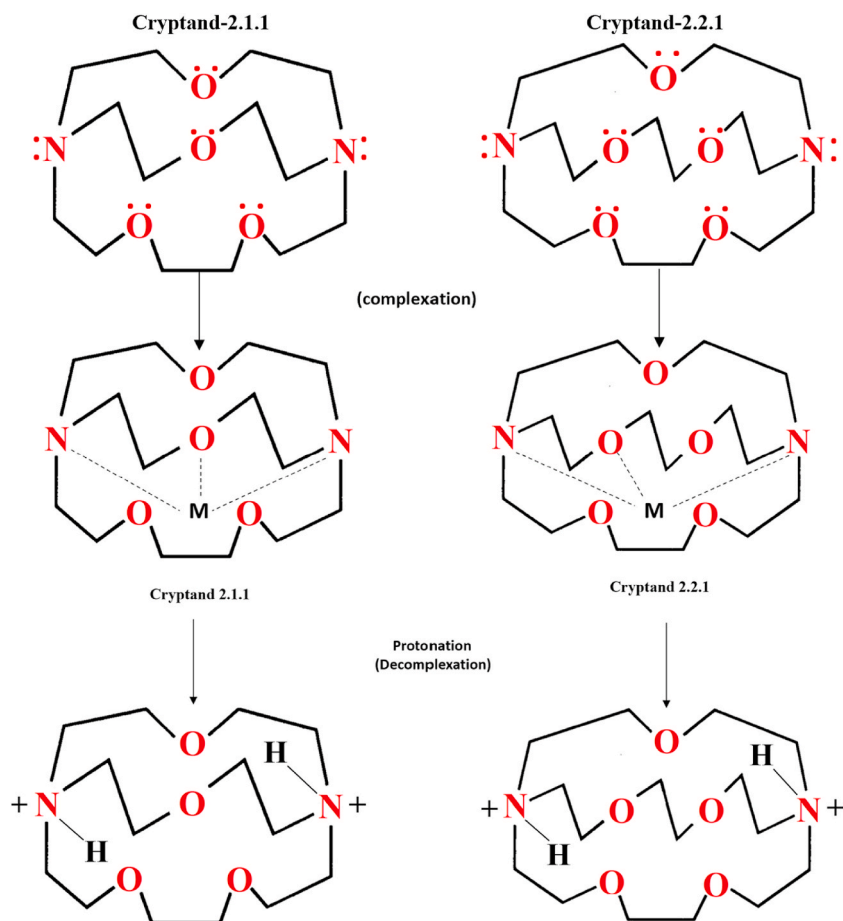 Cryptand-2.1.1 Cryptand-2.2.1
O O
N O N N O O N
O O O O
(complexation)
O O
N O N N O O N
O M O O M O
Cryptand 2.1.1 Cryptand 2.2.1
Protonation
(Decomplexation)
O O
H H
+ N O N + + N O O N +
H H
O O O O